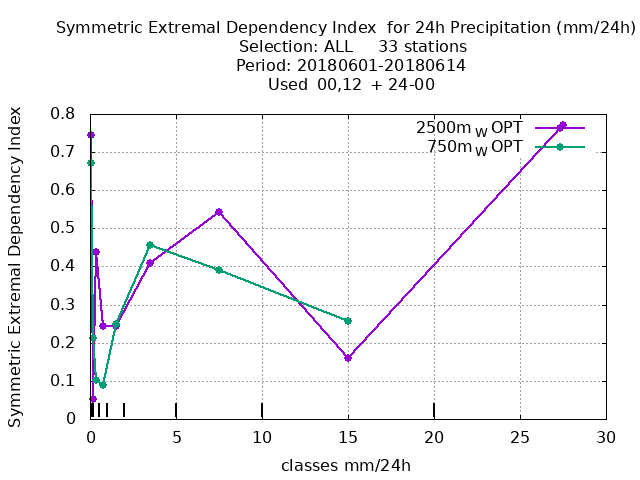 Symmetric Extremal Dependency Index for 24h Precipitation (mm/24h)
Selection: ALL 33 stations
Period: 20180601-20180614
Used 00,12 + 24-00
Symmetric Extremal Dependency Index
0.8
0.7
0.6
0.5
0.4
0.3
0.2
0.1
0
2500m W OPT
750m W OPT
0 5 10 15 20 25 30
classes mm/24h